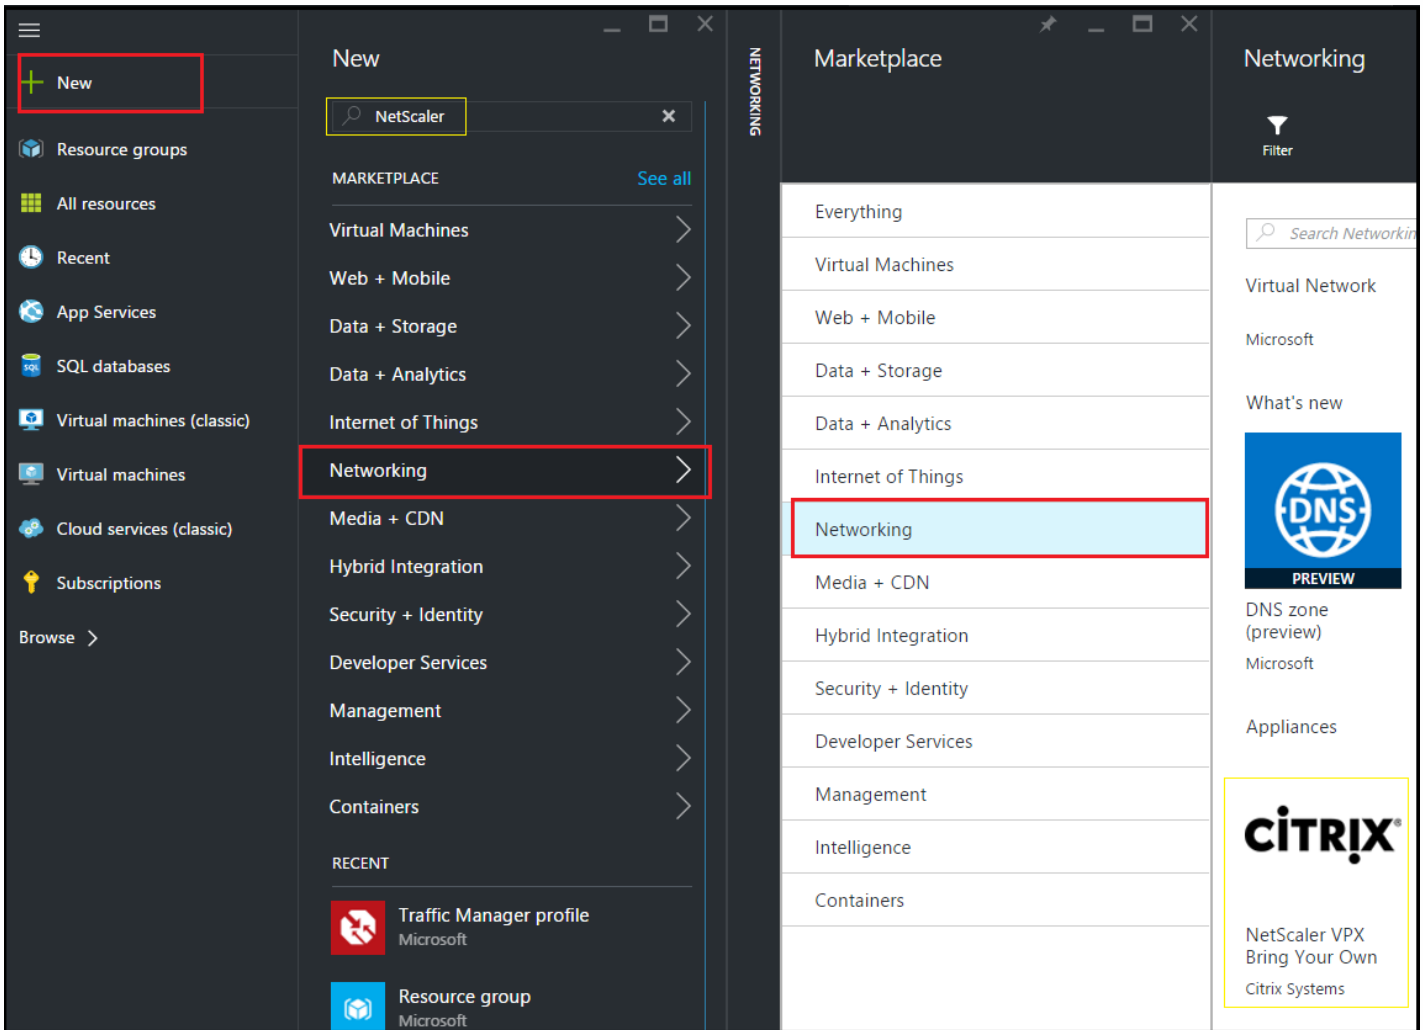 New
Resource groups
All resources
Recent
App Services
SQL databases
Virtual machines (classic)
Virtual machines
Cloud services (classic)
Subscriptions
Browse
New
NetScaler
MARKETPLACE
See all
Virtual Machines
Web + Mobile
Data + Storage
Data + Analytics
Internet of Things
Networking
Media + CDN
Hybrid Integration
Security + Identity
Developer Services
Management
Intelligence
Containers
RECENT
Traffic Manager profile
Microsoft
Resource group
Microsoft
NETWORKING
Marketplace
Everything
Virtual Machines
Web + Mobile
Data + Storage
Data + Analytics
Internet of Things
Networking
Media + CDN
Hybrid Integration
Security + Identity
Developer Services
Management
Intelligence
Containers
Networking
Filter
Search Networkin
Virtual Network
Microsoft
What's new
DNS
PREVIEW
DNS zone
(preview)
Microsoft
Appliances
CİTRIX®
NetScaler VPX
Bring Your Own
Citrix Systems